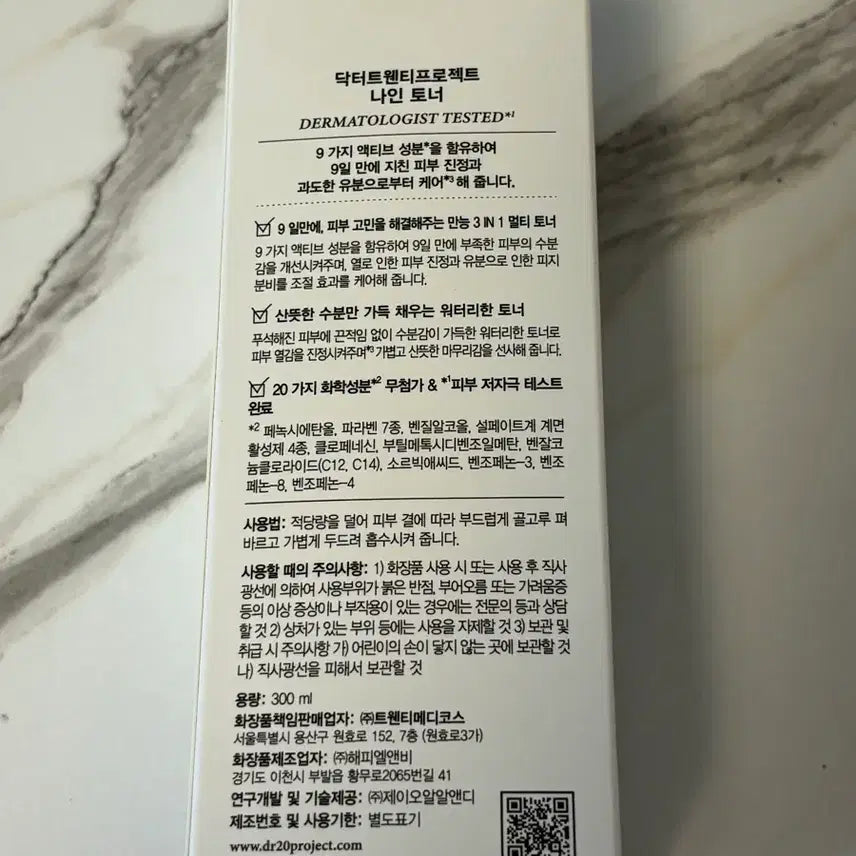 닥터트웬티프로젝트
나인 토너
DERMATOLOGIST TESTED*1
9 가지 액티브 성분*을 함유하여
9일 만에 지친 피부 진정과
과도한 유분으로부터 케어*3 해 줍니다.
9 일만에, 피부 고민을 해결해주는 만능 3 IN 1 멀티 토너
9 가지 액티브 성분을 함유하여 9일 만에 부족한 피부의 수분
감을 개선시켜주며, 열로 인한 피부 진정과 유분으로 인한 피지
분비를 조절 효과를 케어해 줍니다.
산뜻한 수분만 가득 채우는 워터리한 토너
푸석해진 피부에 끈적임 없이 수분감이 가득한 워터리한 토너로
피부 열감을 진정시켜주며*3 가볍고 산뜻한 마무리감을 선사해 줍니다.
20 가지 화학성분*2 무첨가 & *1피부 저자극 테스트
완료
*2 페녹시에탄올, 파라벤 7종, 벤질알코올, 설페이트계 계면
활성제 4종, 클로페네신, 부틸메톡시디벤조일메탄, 벤잘코
늄클로라이드(C12, C14), 소르빅애씨드, 벤조페논-3, 벤조
페논-8, 벤조페논-4
사용법: 적당량을 덜어 피부 결에 따라 부드럽게 골고루 펴
바르고 가볍게 두드려 흡수시켜 줍니다.
사용할 때의 주의사항: 1) 화장품 사용 시 또는 사용 후 직사
광선에 의하여 사용부위가 붉은 반점, 부어오름 또는 가려움증
등의 이상 증상이나 부작용이 있는 경우에는 전문의 등과 상담
할 것 2) 상처가 있는 부위 등에는 사용을 자제할 것 3) 보관 및
취급 시 주의사항 가) 어린이의 손이 닿지 않는 곳에 보관할 것
나) 직사광선을 피해서 보관할 것
용량: 300 ml
화장품책임판매업자: ㈜트웬티메디코스
서울특별시 용산구 원효로 152, 7층 (원효로3가)
화장품제조업자: ㈜해피엘앤비
경기도 이천시 부발읍 황무로2065번길 41
연구개발 및 기술제공: ㈜제이오알앤디
제조번호 및 사용기한: 별도표기
www.dr20project.com